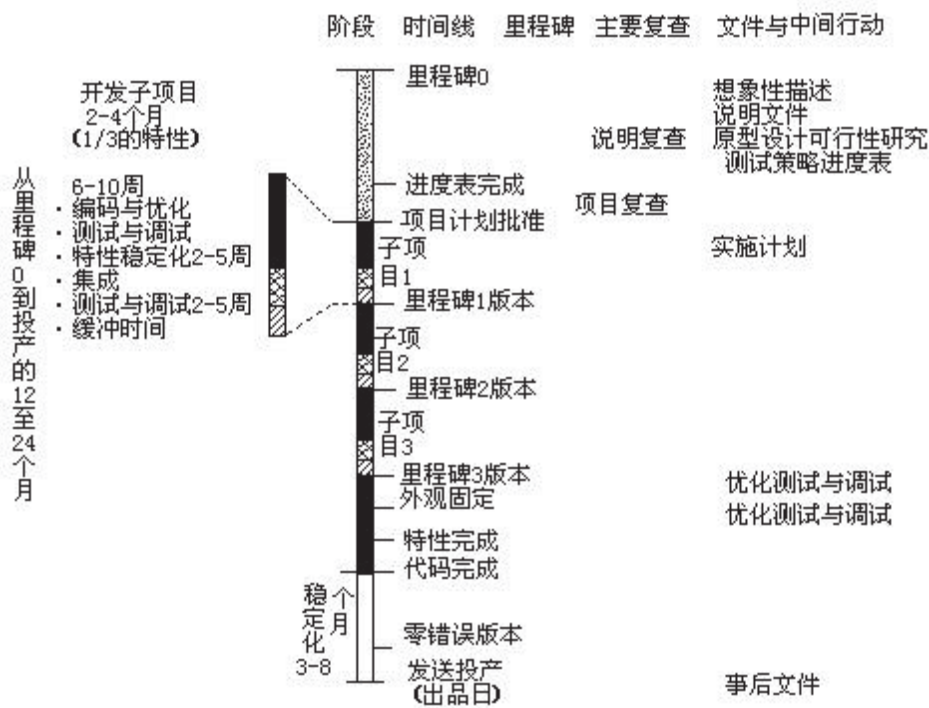 阶段 时间线 里程碑 主要复查 文件与中间行动
里程碑0
开发子项目
2-4个月
(1/3的特性)
想象性描述
说明文件
说明复查 原型设计可行性研究
测试策略进度表
从里程碑0到投产的12至24个月
6-10周
·编码与优化
·测试与调试
·特性稳定化2-5周
·集成
·测试与调试2-5周
·缓冲时间
进度表完成
项目复查
项目计划批准
子项
目1
实施计划
里程碑1版本
子项
目2
里程碑2版本
子项
目3
里程碑3版本
外观固定
优化测试与调试
优化测试与调试
特性完成
代码完成
稳定化
3-8
个月
零错误版本
发送投产
(出品日)
事后文件